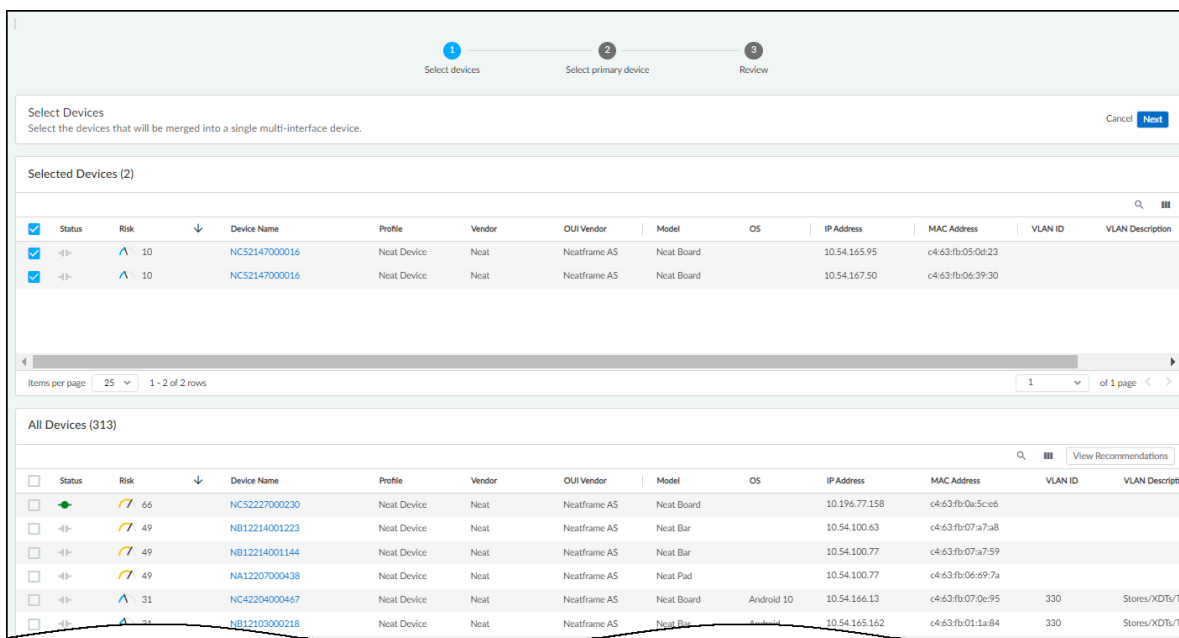 1 2 3
Select devices Select primary device Review
Select Devices
Select the devices that will be merged into a single multi-interface device.
Cancel Next
Selected Devices (2)
Status Risk Device Name Profile Vendor OUI Vendor Model OS IP Address MAC Address VLAN ID VLAN Description
10 NC52147000016 Neat Device Neat Neatframe AS Neat Board 10.54.165.95 c4:63:fb:05:0d:23
10 NC52147000016 Neat Device Neat Neatframe AS Neat Board 10.54.167.50 c4:63:fb:06:39:30
Items per page 25 1 - 2 of 2 rows 1 of 1 page
All Devices (313)
View Recommendations
Status Risk Device Name Profile Vendor OUI Vendor Model OS IP Address MAC Address VLAN ID VLAN Descripti
66 NC52227000230 Neat Device Neat Neatframe AS Neat Board 10.196.77.158 c4:63:fb:0a:5c:e6
49 NB12214001223 Neat Device Neat Neatframe AS Neat Bar 10.54.100.63 c4:63:fb:07:a7:a8
49 NB12214001144 Neat Device Neat Neatframe AS Neat Bar 10.54.100.77 c4:63:fb:07:a7:59
49 NA12207000438 Neat Device Neat Neatframe AS Neat Pad 10.54.100.77 c4:63:fb:06:69:7a
31 NC42204000467 Neat Device Neat Neatframe AS Neat Board Android 10 10.54.166.13 c4:63:fb:07:0e:95 330 Stores/XDTs/T
31 NB12103000218 Neat Device Neat Neatframe AS Neat Bar Android 10.54.165.162 c4:63:fb:01:1a:84 330 Stores/XDTs/T